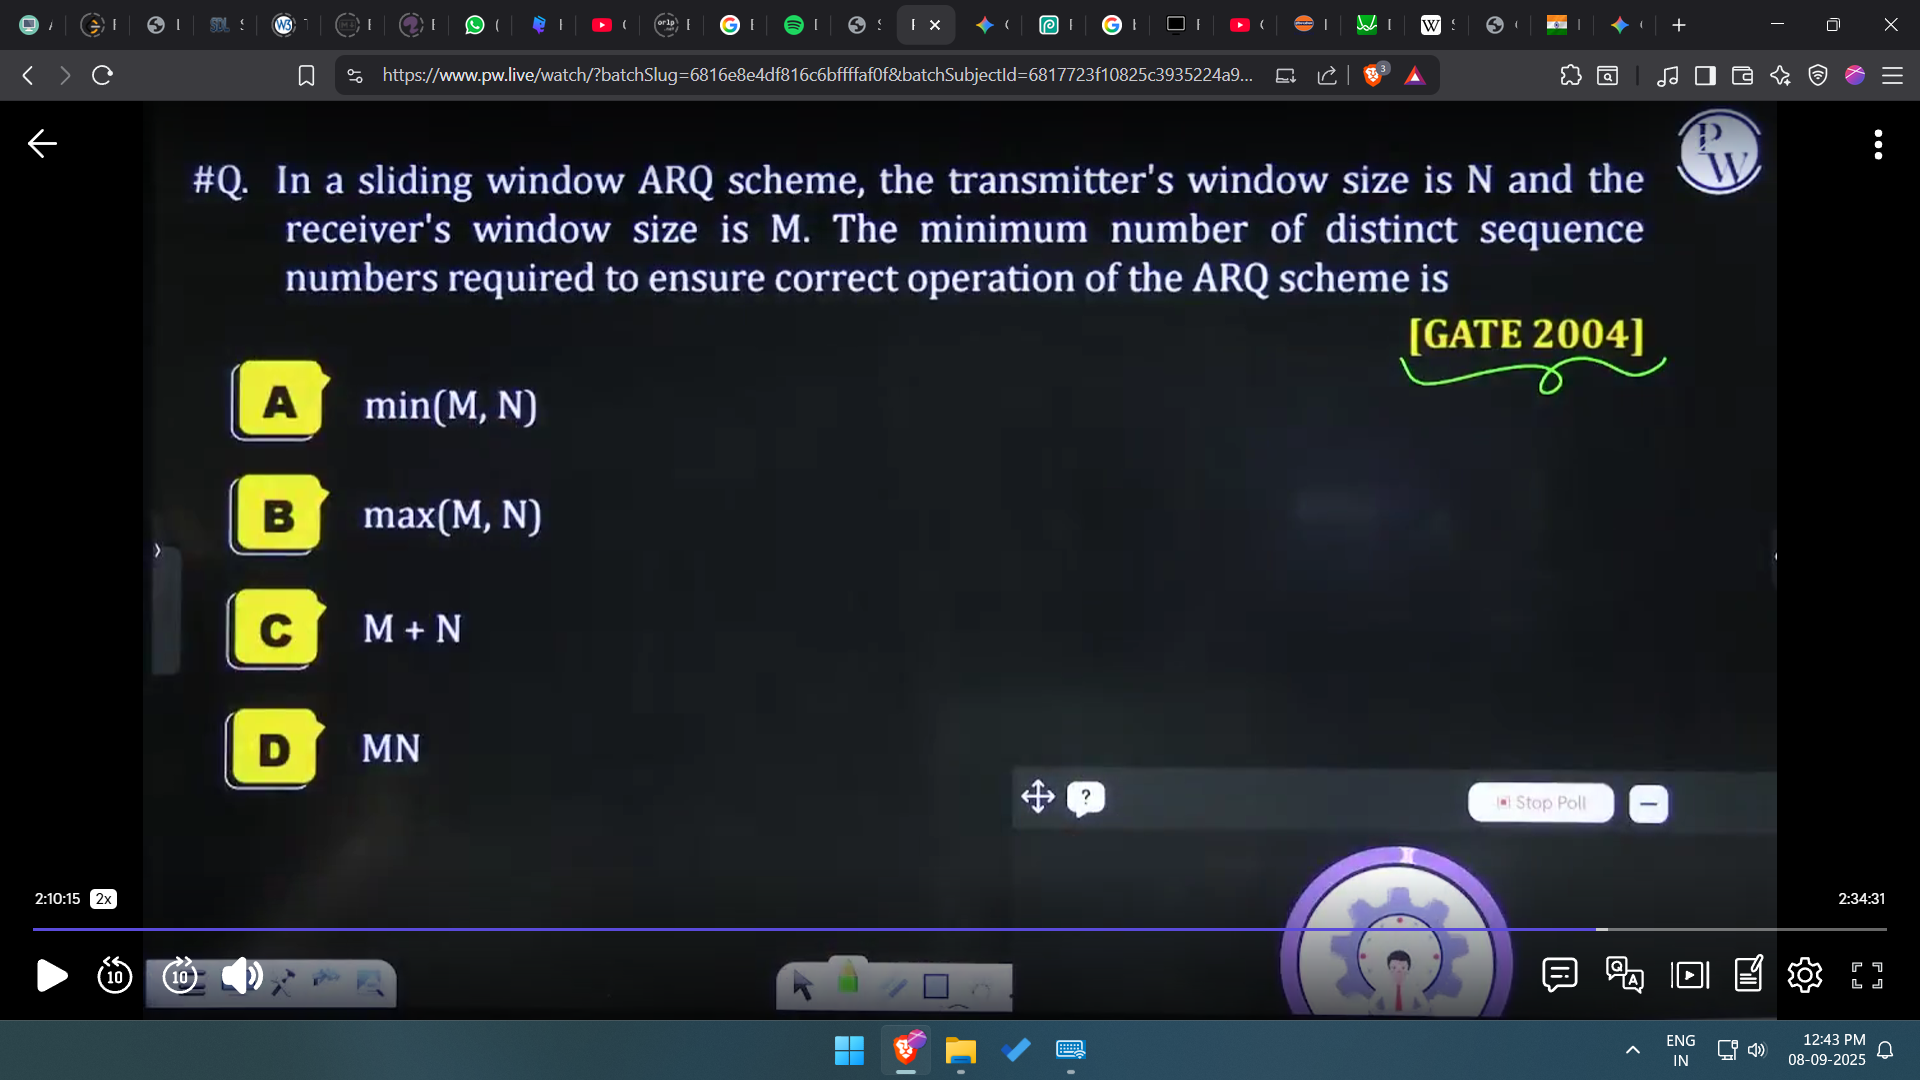 https://www.pw.live/watch/?batchSlug=6816e8e4df816c6bffffaf0f&batchSubjectId=6817723f10825c3935224a9...
3
PW
#Q. In a sliding window ARQ scheme, the transmitter's window size is N and the
receiver's window size is M. The minimum number of distinct sequence
numbers required to ensure correct operation of the ARQ scheme is
[GATE 2004]
A min(M, N)
B max(M, N)
C M + N
D MN
? Stop Poll
2:10:15 2x 2:34:31
10 10
Q A
ENG
IN
12:43 PM
08-09-2025